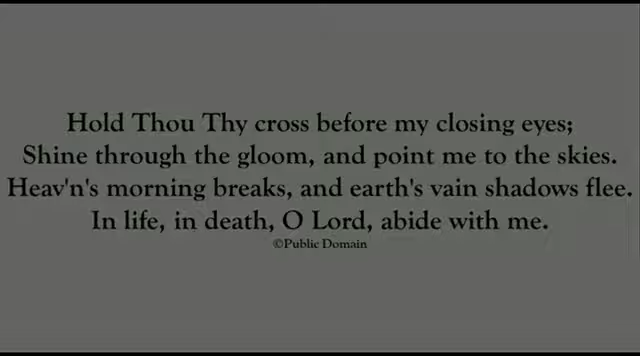 Hold Thou Thy cross before my closing eyes;
Shine through the gloom, and point me to the skies.
Heav'n's morning breaks, and earth's vain shadows flee.
In life, in death, O Lord, abide with me.
©Public Domain